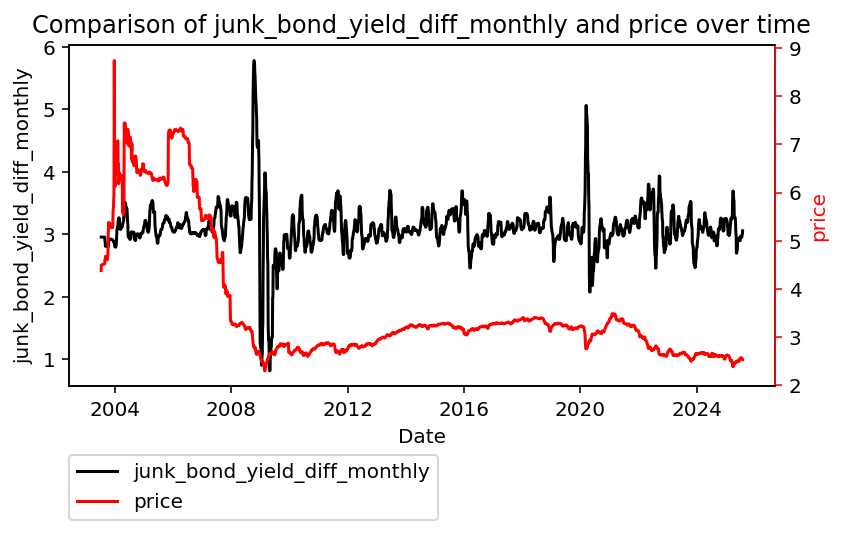 Comparison of junk_bond_yield_diff_monthly and price over time
junk_bond_yield_diff_monthly
6
5
4
3
2
1
9
8
7
6
5
4
3
2
price
2004 2008 2012 2016 2020 2024
Date
junk_bond_yield_diff_monthly
price